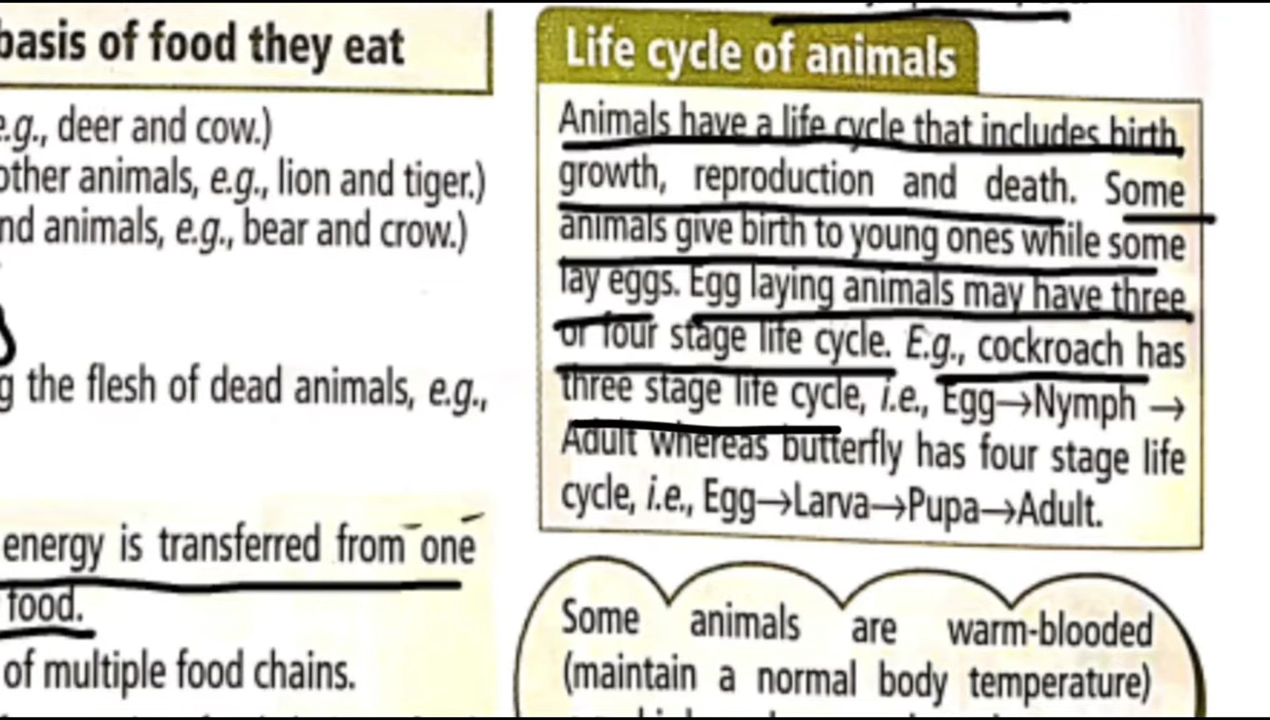 basis of food they eat
e.g., deer and cow.)
other animals, e.g., lion and tiger.)
nd animals, e.g., bear and crow.)
g the flesh of dead animals, e.g.,
energy is transferred from one
food.
of multiple food chains.
Life cycle of animals
Animals have a life cycle that includes birth,
growth, reproduction and death. Some
animals give birth to young ones while some
lay eggs. Egg laying animals may have three
or four stage life cycle. E.g., cockroach has
three stage life cycle, i.e., Egg→Nymph →
Adult whereas butterfly has four stage life
cycle, i.e., Egg→Larva→Pupa→Adult.
Some animals are warm-blooded
(maintain a normal body temperature)